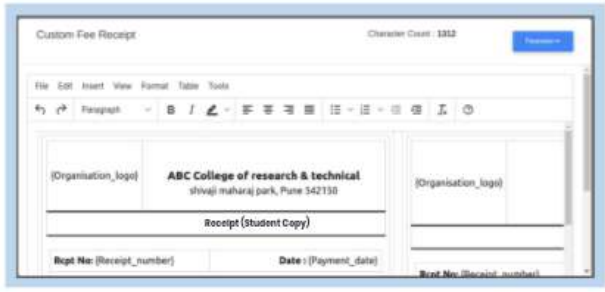 Custom Fee Receipt
Character Count : 1312
File Edit Insert View Format Table Tools
Paragraph B I
{Organisation_logo}
ABC College of research & technical
shivaji maharaj park, Pune 542150
Receipt (Student Copy)
Rcpt No: {Receipt_number}
Date : {Payment_date}
{Organisation_logo}
Rcpt No: {Receipt_number}